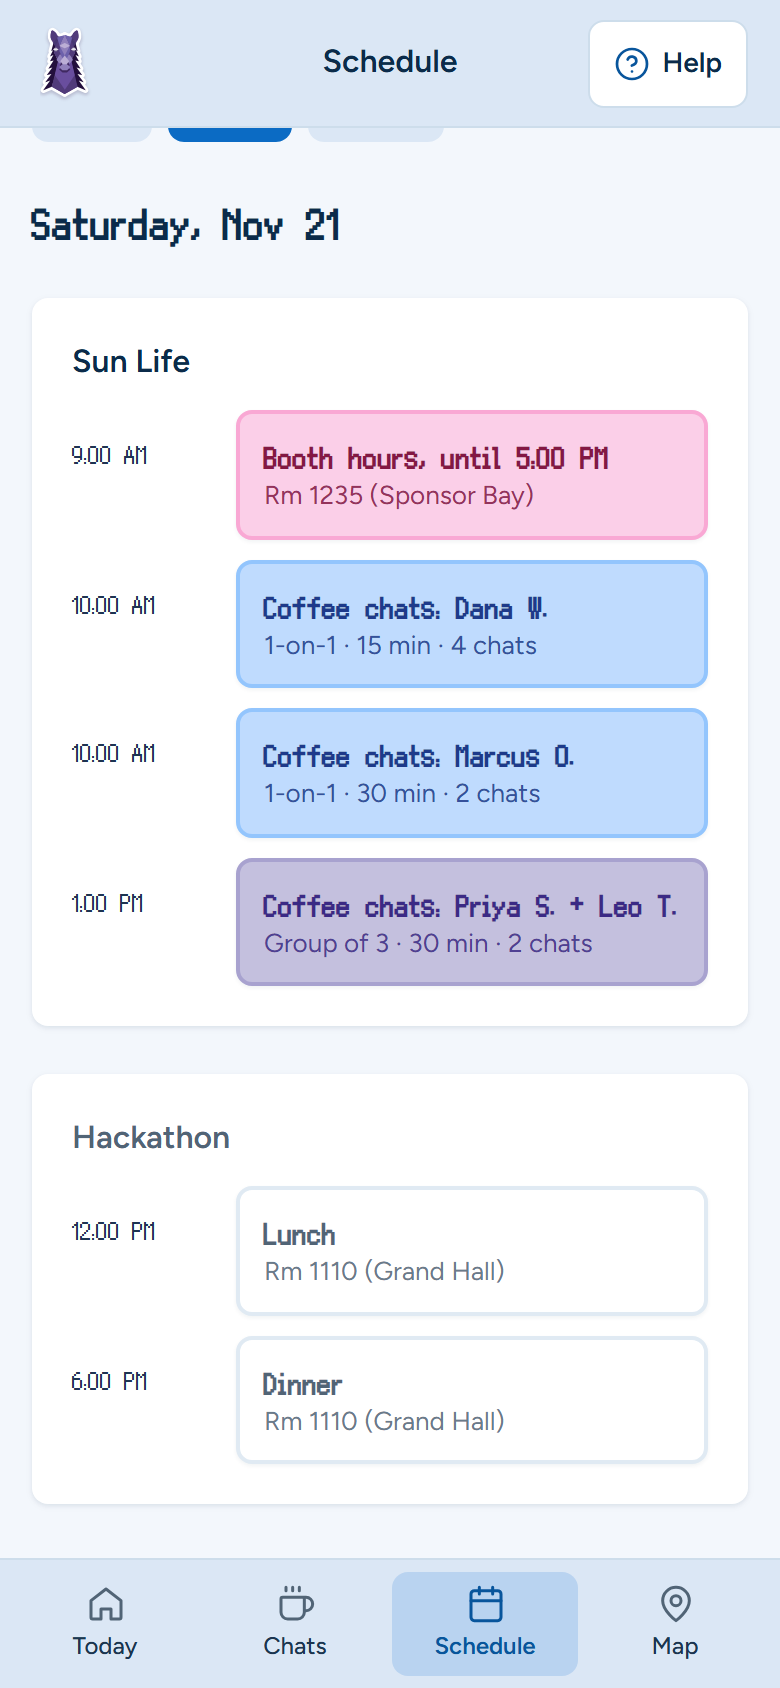 Schedule
Help
Saturday, Nov 21
Sun Life
9:00 AM
Booth hours, until 5:00 PM
Rm 1235 (Sponsor Bay)
10:00 AM
Coffee chats: Dana W.
1-on-1 · 15 min · 4 chats
10:00 AM
Coffee chats: Marcus O.
1-on-1 · 30 min · 2 chats
1:00 PM
Coffee chats: Priya S. + Leo T.
Group of 3 · 30 min · 2 chats
Hackathon
12:00 PM
Lunch
Rm 1110 (Grand Hall)
6:00 PM
Dinner
Rm 1110 (Grand Hall)
Today
Chats
Schedule
Map